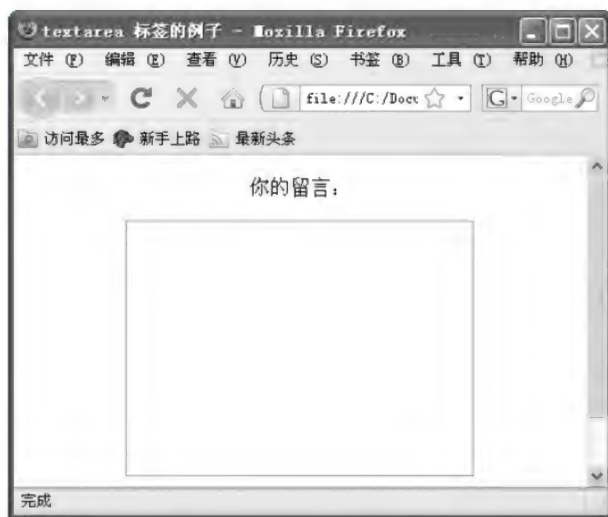 textarea 标签的例子 - Mozilla Firefox
文件 (F) 编辑 (E) 查看 (V) 历史 (S) 书签 (B) 工具 (T) 帮助 (H)
file:///C:/Docu G Google
访问最多 新手上路 最新头条
你的留言：
完成